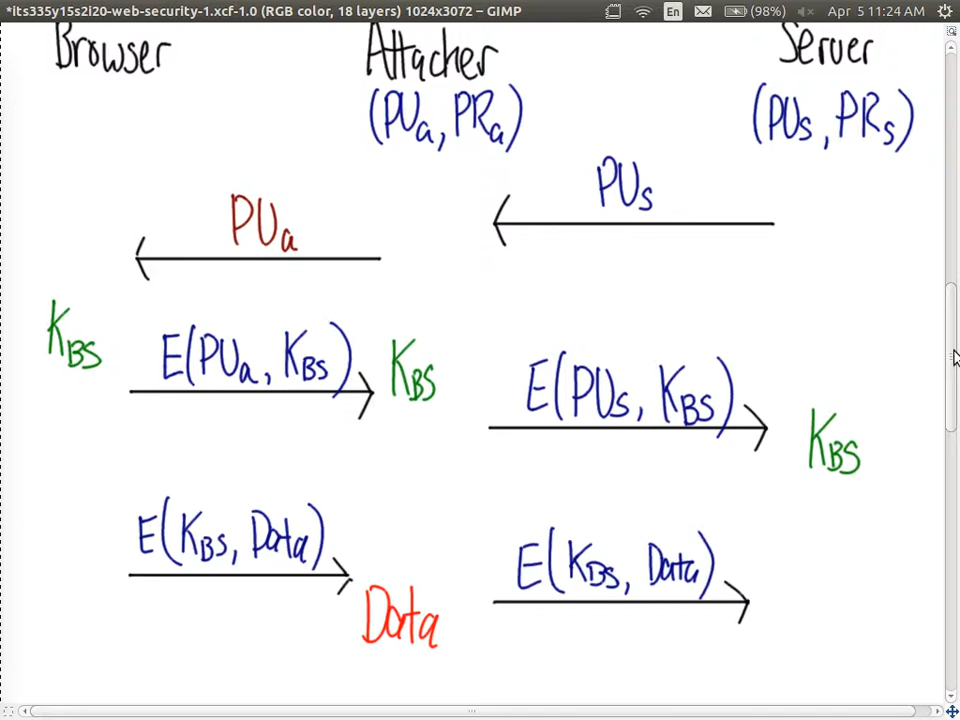 *its335y15s2i20-web-security-1.xcf-1.0 (RGB color, 18 layers) 1024x3072 – GIMP
En (98%) Apr 5 11:24 AM
Browser Attacher Server
(PUa, PRa) (PUs, PRs)
PUs
PUa
KBS E(PUa, KBS) KBS E(PUs, KBS)
KBS
E(KBS, Data) E(KBS, Data)
Data